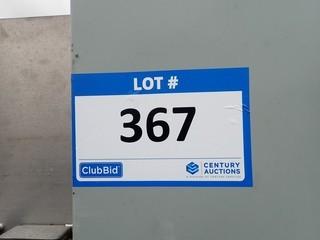 LOT #
367
ClubBid
CENTURY
AUCTIONS